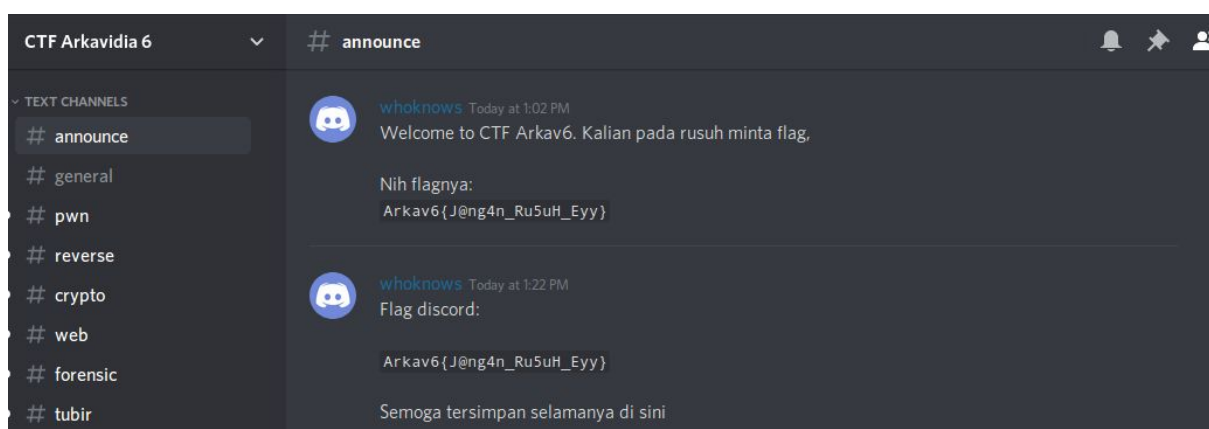 CTF Arkavidia 6
# announce
TEXT CHANNELS
# announce
# general
# pwn
# reverse
# crypto
# web
# forensic
# tubir
whoknows Today at 1:02 PM
Welcome to CTF Arkav6. Kalian pada rusuh minta flag,
Nih flagnya:
Arkav6{J@ng4n_Ru5uH_Eyy}
whoknows Today at 1:22 PM
Flag discord:
Arkav6{J@ng4n_Ru5uH_Eyy}
Semoga tersimpan selamanya di sini